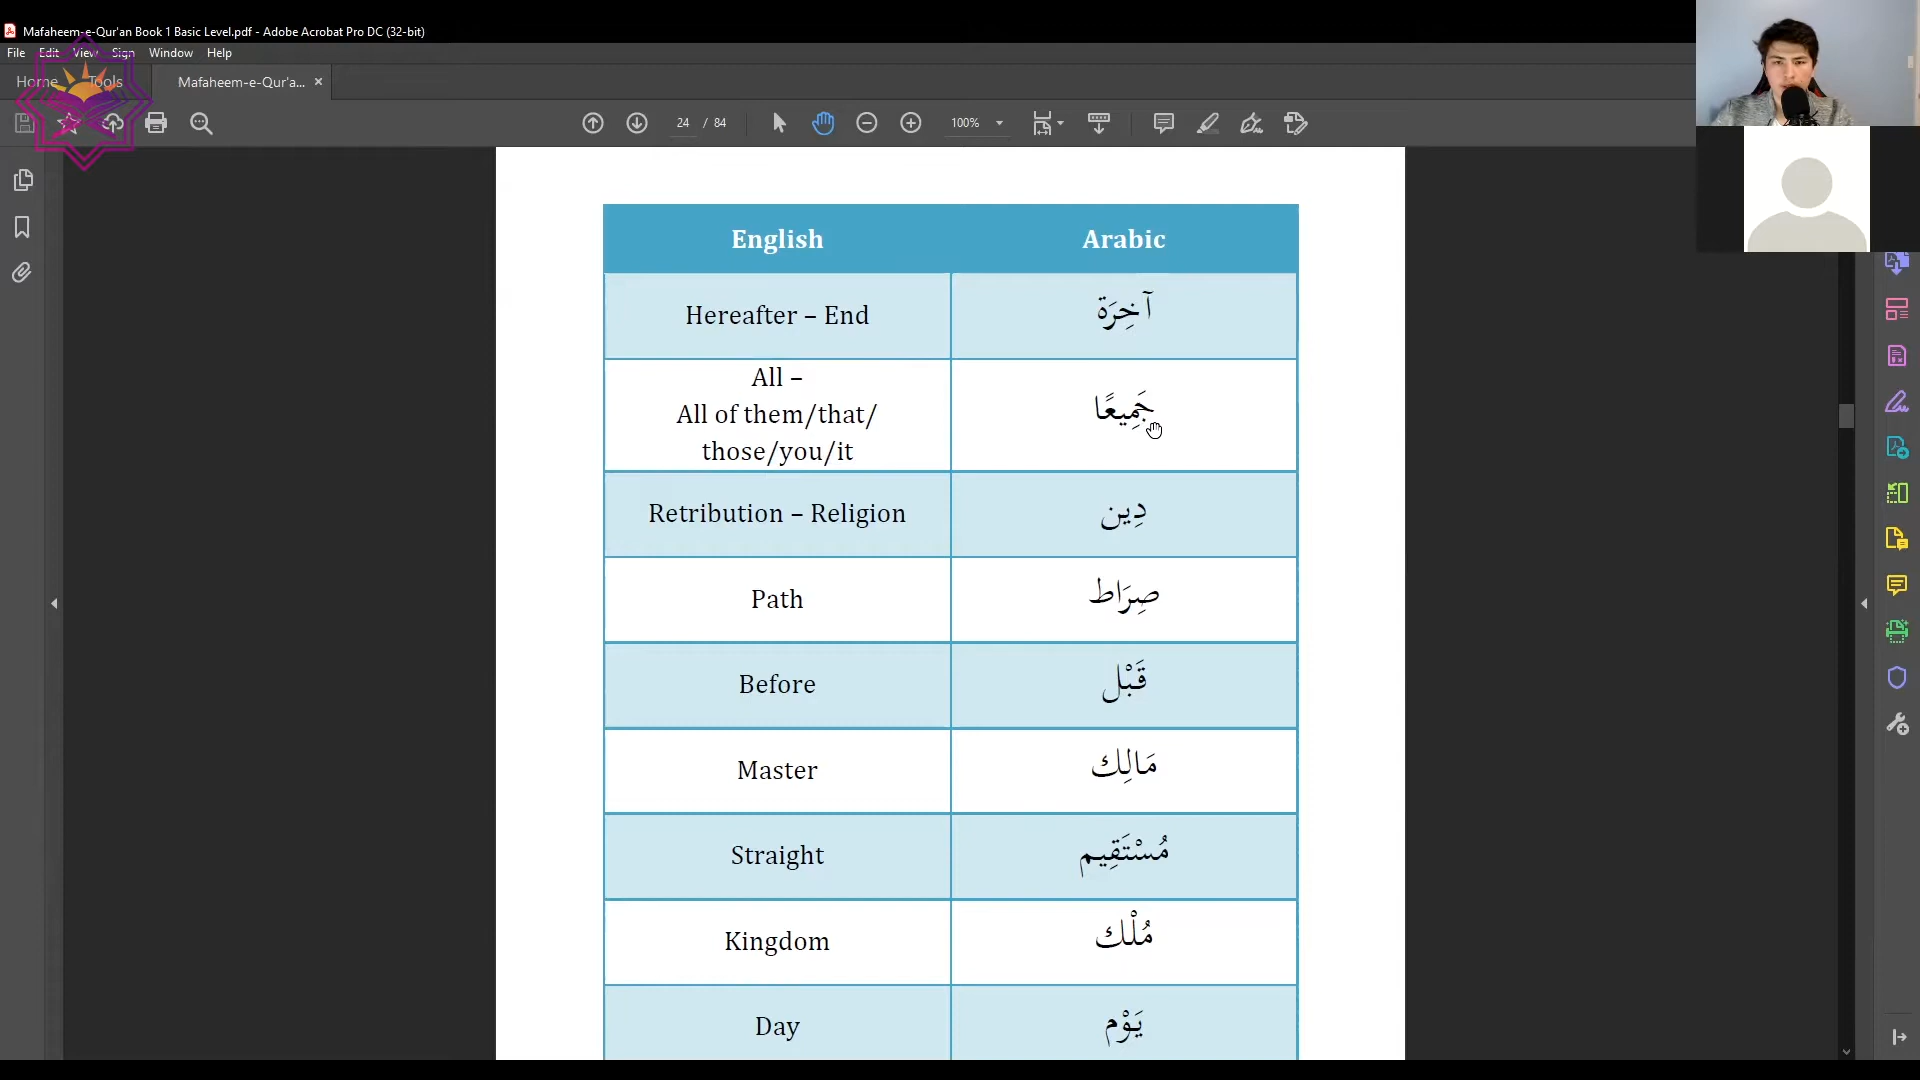 Mafaheem-e-Qur'an Book 1 Basic Level.pdf - Adobe Acrobat Pro DC (32-bit)
File Edit View Sign Window Help
Home Tools Mafaheem-e-Qur'a... ×
24 / 84 100%
English Arabic
Hereafter – End آخِرَة
All –
All of them/that/
those/you/it جَمِيعًا
Retribution – Religion دِين
Path صِرَاط
Before قَبْل
Master مَالِك
Straight مُسْتَقِيم
Kingdom مُلْك
Day يَوْم